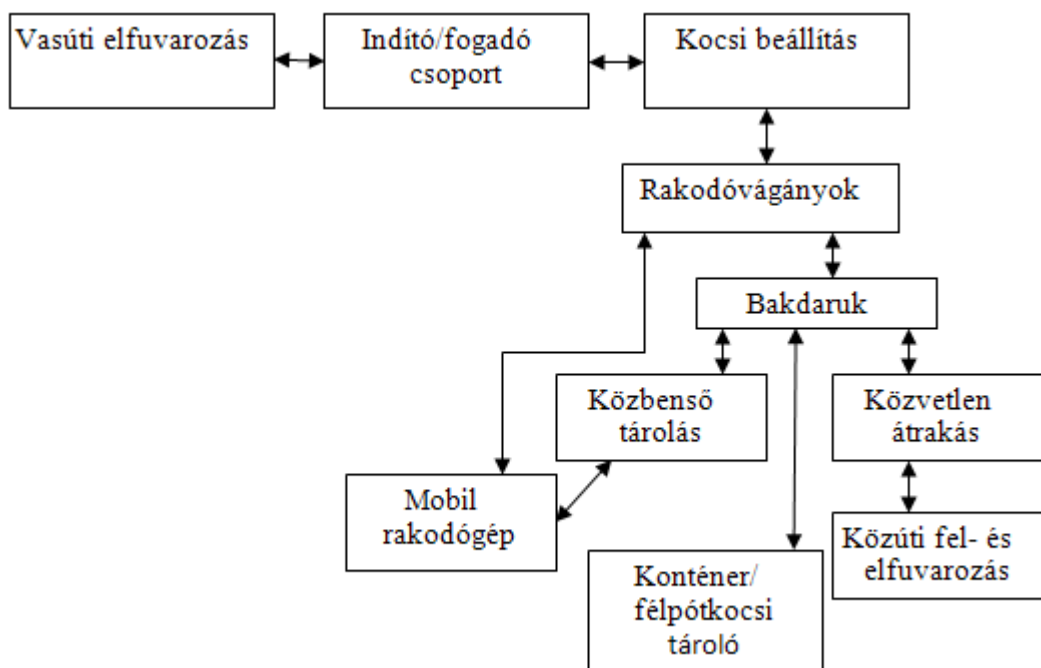 Vasúti elfuvarozás
Indító/fogadó
csoport
Kocsi beállítás
Rakodóvágányok
Bakdaruk
Közbenső
tárolás
Közvetlen
átrakás
Mobil
rakodógép
Közúti fel- és
elfuvarozás
Konténer/
félpótkocsi
tároló